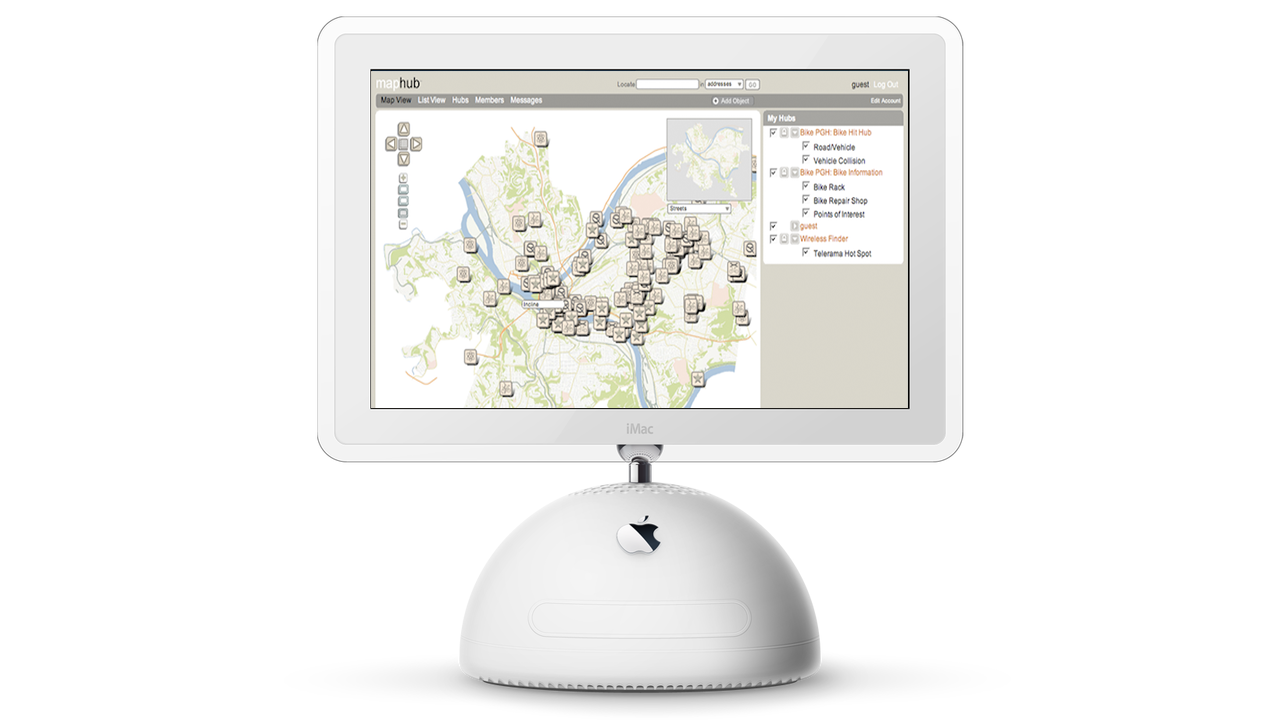 maphub
Locate in addresses GO
guest Log Out
Map View List View Hubs Members Messages
Add Object
Edit Account
My Hubs
Bike PGH: Bike Hit Hub
Road/Vehicle
Vehicle Collision
Bike PGH: Bike Information
Bike Rack
Bike Repair Shop
Points of Interest
guest
Wireless Finder
Telerama Hot Spot
Streets
Incline
iMac